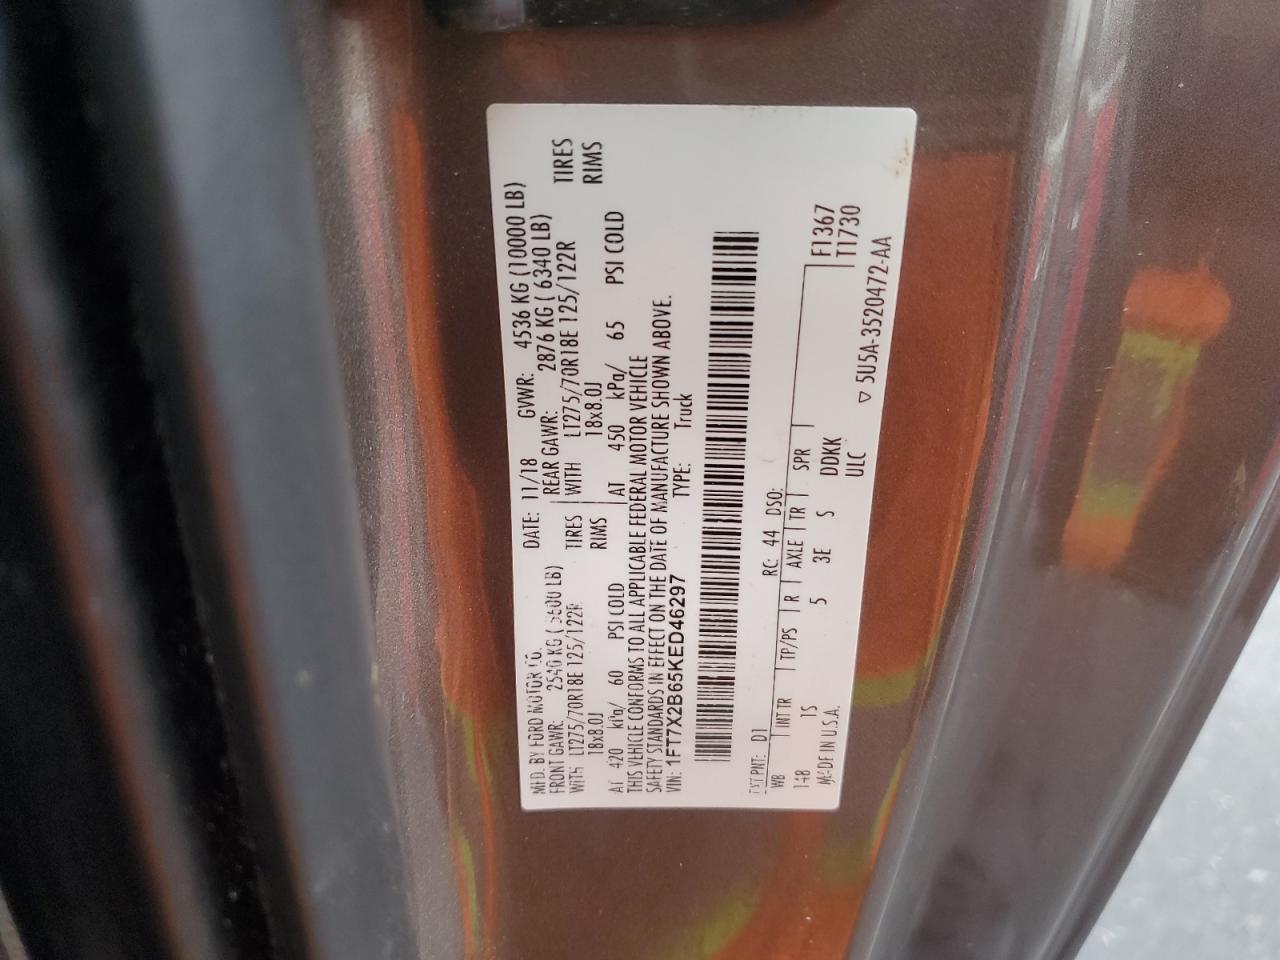 MFD. BY FORD MOTOR CO.
DATE: 11/18 GVWR: 4536 KG (10000 LB)
FRONT GAWR: 2540 KG (5600 LB) REAR GAWR: 2876 KG ( 6340 LB)
WITH LT275/70R18E 125/122R TIRES WITH LT275/70R18E 125/122R TIRES
18x8.0J RIMS 18x8.0J RIMS
AT 420 kPa/ 60 PSI COLD AT 450 kPa/ 65 PSI COLD
THIS VEHICLE CONFORMS TO ALL APPLICABLE FEDERAL MOTOR VEHICLE
SAFETY STANDARDS IN EFFECT ON THE DATE OF MANUFACTURE SHOWN ABOVE.
VIN: 1FT7X2B65KED46297 TYPE: Truck
EXT PNT: D1 RC: 44 DSO:
WB INT TR TP/PS R AXLE TR SPR F1367
148 1S 5 3E S DDKK T1730
MADE IN U.S.A. ULC
▽ 5U5A-3520472-AA